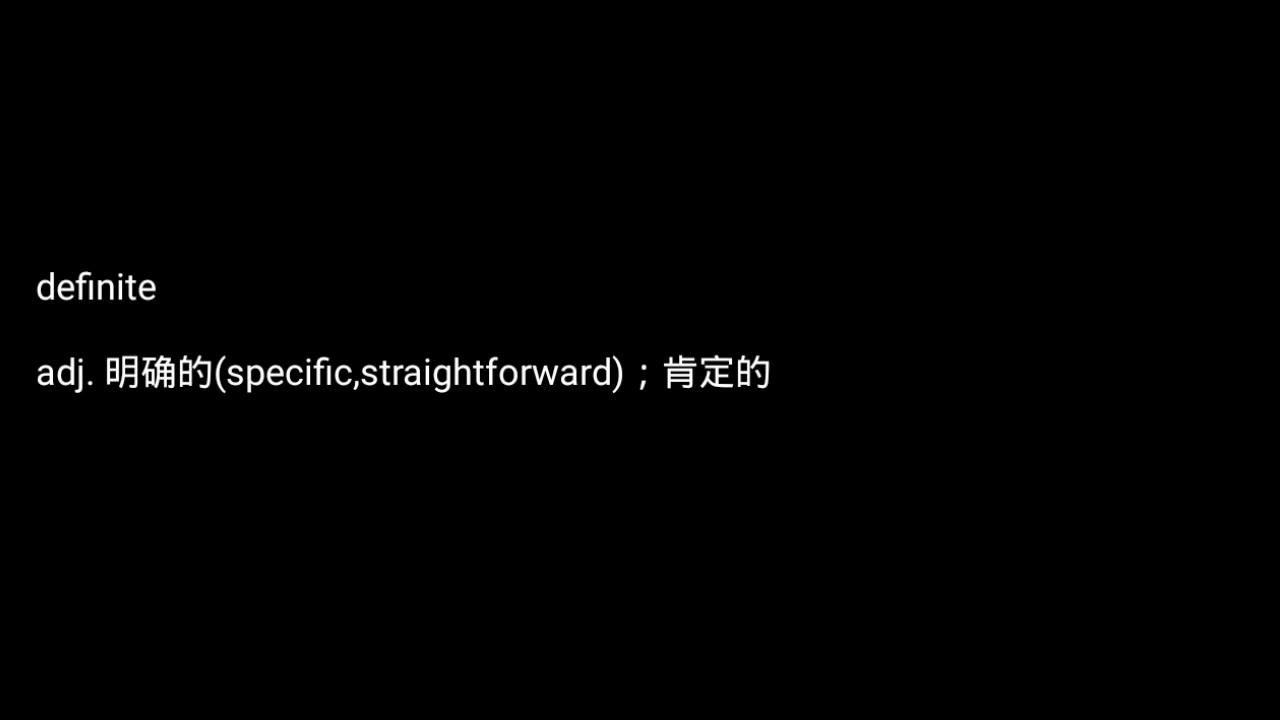 definite
adj. 明确的(specific,straightforward)；肯定的